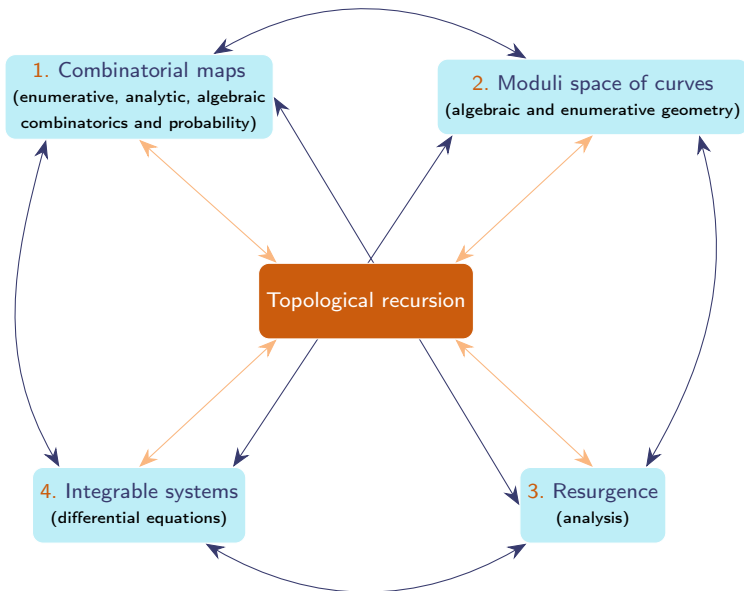 1. Combinatorial maps
(enumerative, analytic, algebraic
combinatorics and probability)
2. Moduli space of curves
(algebraic and enumerative geometry)
Topological recursion
4. Integrable systems
(differential equations)
3. Resurgence
(analysis)